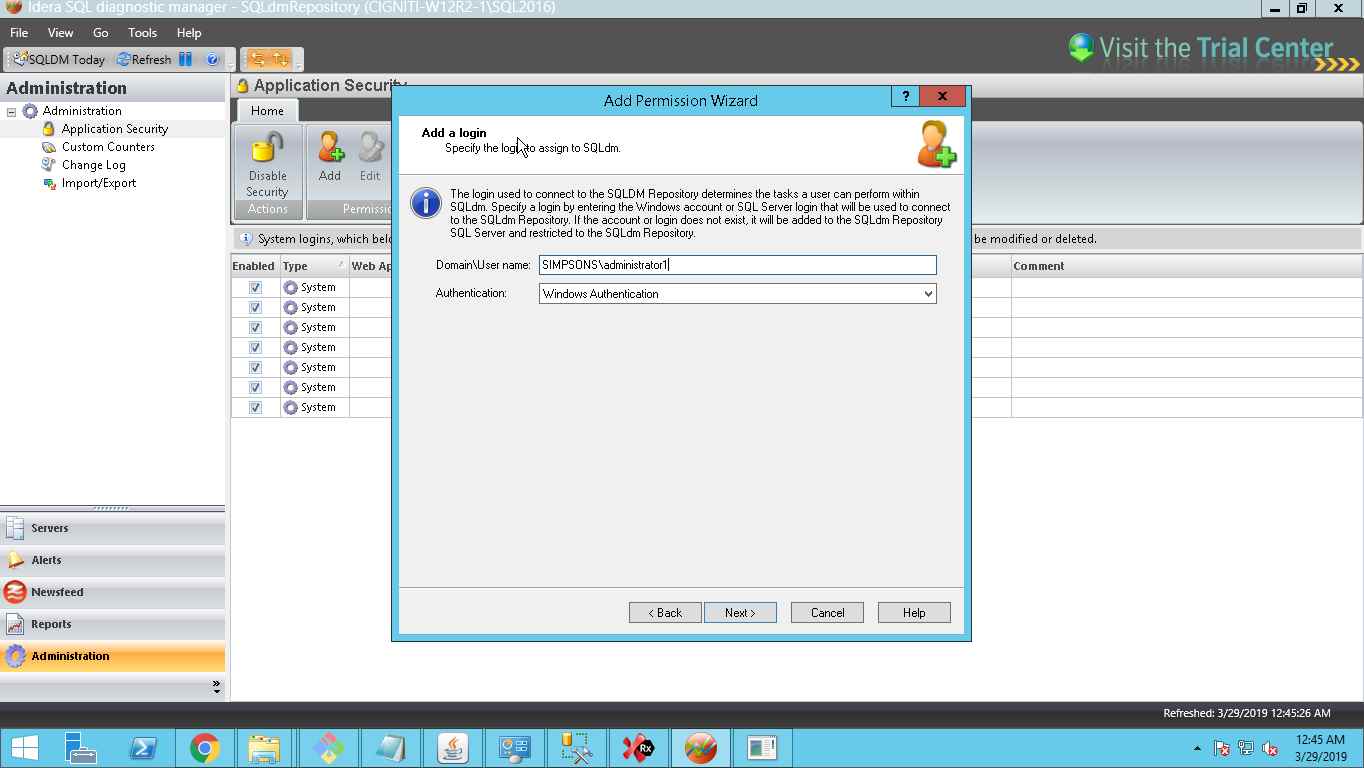 Idera SQL diagnostic manager - SQLdmRepository (CIGNITI-W12R2-1\SQL2016)
File View Go Tools Help
SQLDM Today Refresh
Visit the Trial Center
Administration
Administration
Application Security
Custom Counters
Change Log
Import/Export
Application Security
Home
Disable
Security
Add Edit
Actions
System logins, which
be modified or deleted.
Enabled Type Web Comment
System
System
System
System
System
System
System
Add Permission Wizard
?
Add a login
Specify the login to assign to SQLdm.
The login used to connect to the SQLDM Repository determines the tasks a user can perform within
SQLdm. Specify a login by entering the Windows account or SQL Server login that will be used to connect
to the SQLdm Repository. If the account or login does not exist, it will be added to the SQLdm Repository
SQL Server and restricted to the SQLdm Repository.
Domain\User name: SIMPSONS\administrator1
Authentication: Windows Authentication
< Back Next > Cancel Help
Servers
Alerts
Newsfeed
Reports
Administration
Refreshed: 3/29/2019 12:45:26 AM
Rx
12:45 AM
3/29/2019